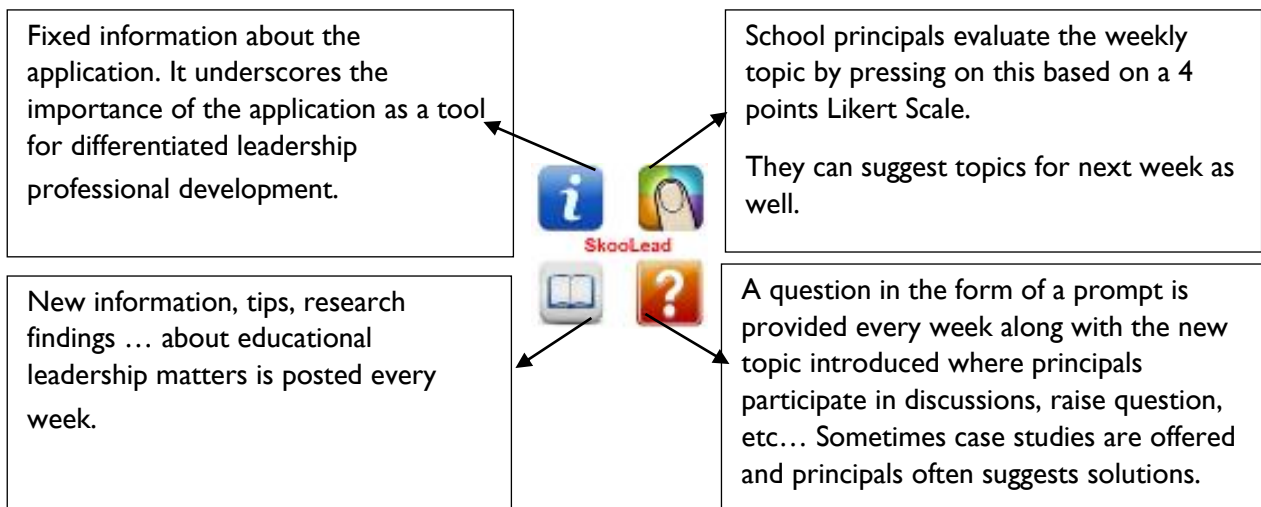 Fixed information about the
application. It underscores the
importance of the application as a tool
for differentiated leadership
professional development.
School principals evaluate the weekly
topic by pressing on this based on a 4
points Likert Scale.
They can suggest topics for next week as
well.
i
SkooLead
?
New information, tips, research
findings … about educational
leadership matters is posted every
week.
A question in the form of a prompt is
provided every week along with the new
topic introduced where principals
participate in discussions, raise question,
etc… Sometimes case studies are offered
and principals often suggests solutions.